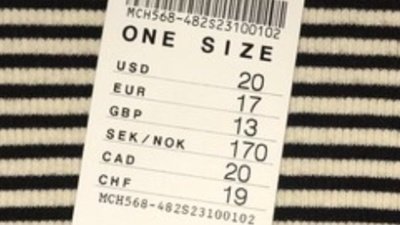 MCH568-482S23100102
ONE SIZE
USD 20
EUR 17
GBP 13
SEK/NOK 170
CAD 20
CHF 19
MCH568-482S23100102